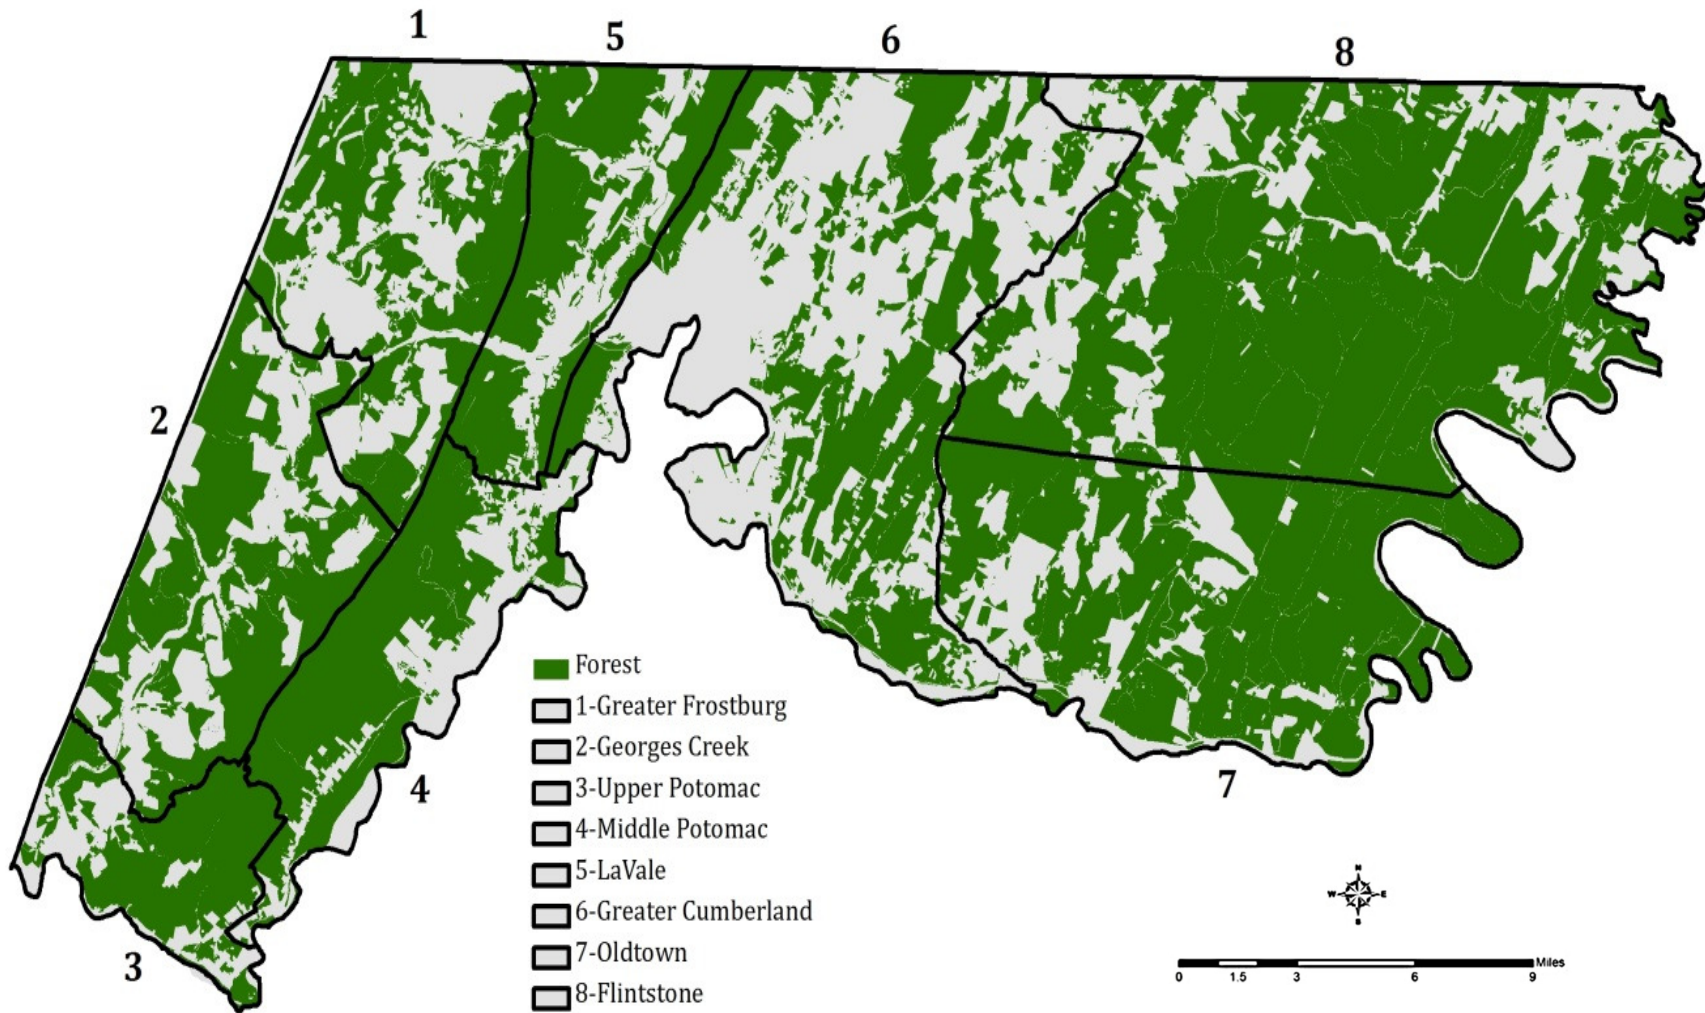 1
5
6
8
2
4
7
3
Forest
1-Greater Frostburg
2-Georges Creek
3-Upper Potomac
4-Middle Potomac
5-LaVale
6-Greater Cumberland
7-Oldtown
8-Flintstone
N
W E
S
Miles
0 1.5 3 6 9